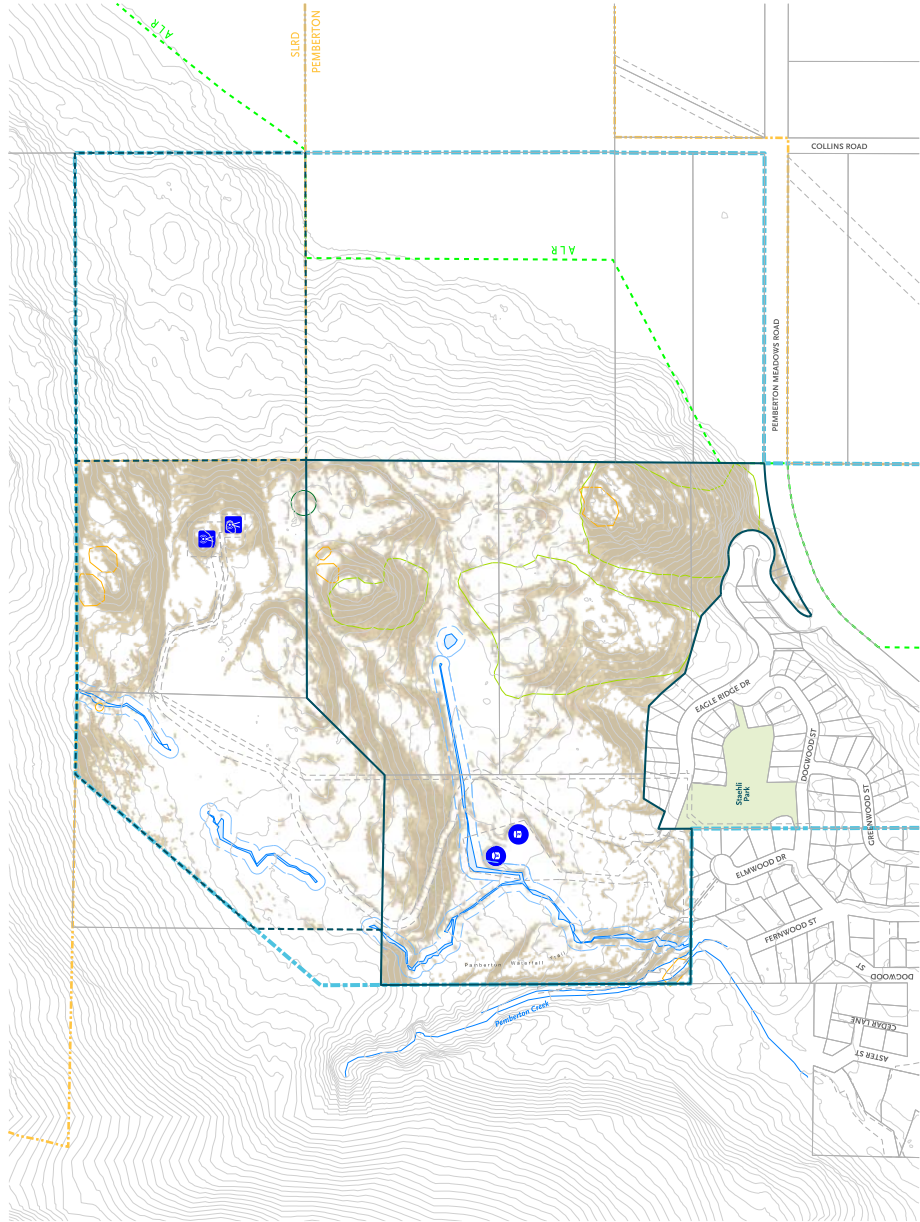 ALR
SLRD
PEMBERTON
COLLINS ROAD
ALR
PEMBERTON MEADOWS ROAD
EAGLE RIDGE DR
DOGWOOD ST
Staehli
Park
GREENWOOD ST
ELMWOOD DR
FERNWOOD ST
Pemberton Waterfall Trail
DOGWOOD
ST
Pemberton Creek
CEDAR LANE
ASTER ST